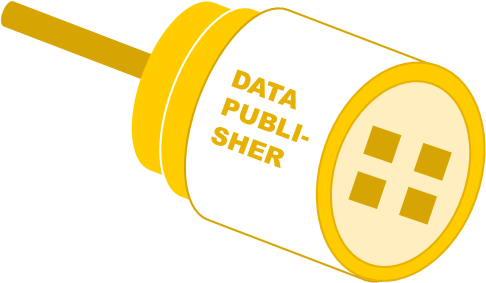 DATA
PUBLI-
SHER